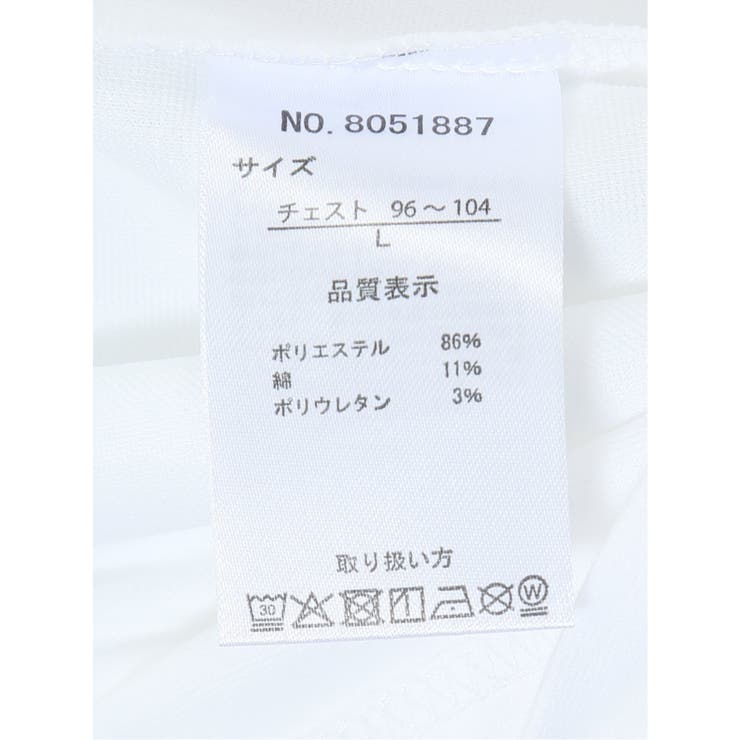 NO. 8051887
サイズ
チェスト 96～104
L
品質表示
ポリエステル 86%
綿 11%
ポリウレタン 3%
取り扱い方
30 W